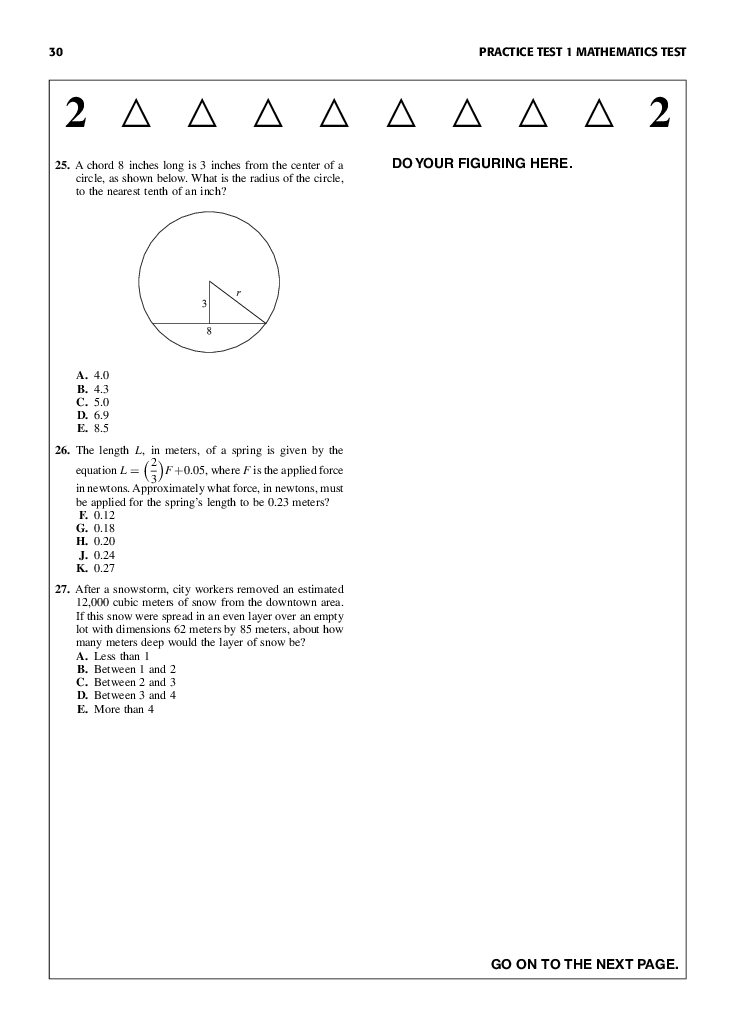 30
PRACTICE TEST 1 MATHEMATICS TEST
2 △ △ △ △ △ △ △ △ 2
25. A chord 8 inches long is 3 inches from the center of a
circle, as shown below. What is the radius of the circle,
to the nearest tenth of an inch?
r
3
8
A. 4.0
B. 4.3
C. 5.0
D. 6.9
E. 8.5
26. The length L, in meters, of a spring is given by the
equation L = (2/3)F+0.05, where F is the applied force
in newtons. Approximately what force, in newtons, must
be applied for the spring's length to be 0.23 meters?
F. 0.12
G. 0.18
H. 0.20
J. 0.24
K. 0.27
27. After a snowstorm, city workers removed an estimated
12,000 cubic meters of snow from the downtown area.
If this snow were spread in an even layer over an empty
lot with dimensions 62 meters by 85 meters, about how
many meters deep would the layer of snow be?
A. Less than 1
B. Between 1 and 2
C. Between 2 and 3
D. Between 3 and 4
E. More than 4
DO YOUR FIGURING HERE.
GO ON TO THE NEXT PAGE.